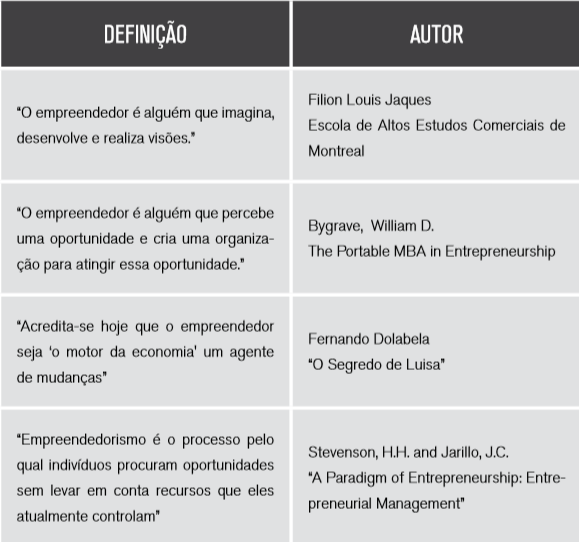 DEFINIÇÃO
AUTOR
"O empreendedor é alguém que imagina,
desenvolve e realiza visões."
Filion Louis Jaques
Escola de Altos Estudos Comerciais de
Montreal
"O empreendedor é alguém que percebe
uma oportunidade e cria uma organiza-
ção para atingir essa oportunidade."
Bygrave, William D.
The Portable MBA in Entrepreneurship
"Acredita-se hoje que o empreendedor
seja 'o motor da economia' um agente
de mudanças"
Fernando Dolabela
"O Segredo de Luisa"
"Empreendedorismo é o processo pelo
qual indivíduos procuram oportunidades
sem levar em conta recursos que eles
atualmente controlam"
Stevenson, H.H. and Jarillo, J.C.
"A Paradigm of Entrepreneurship: Entre-
preneurial Management"